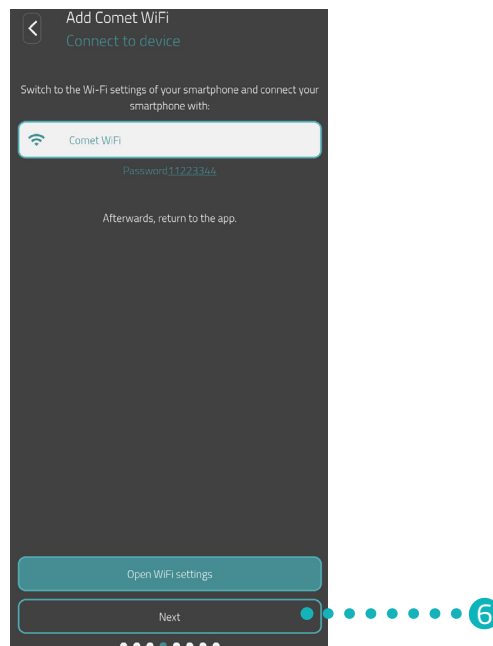 Add Comet WiFi
Connect to device
Switch to the Wi-Fi settings of your smartphone and connect your
smartphone with:
Comet WiFi
Password11223344
Afterwards, return to the app.
Open WiFi settings
Next
6